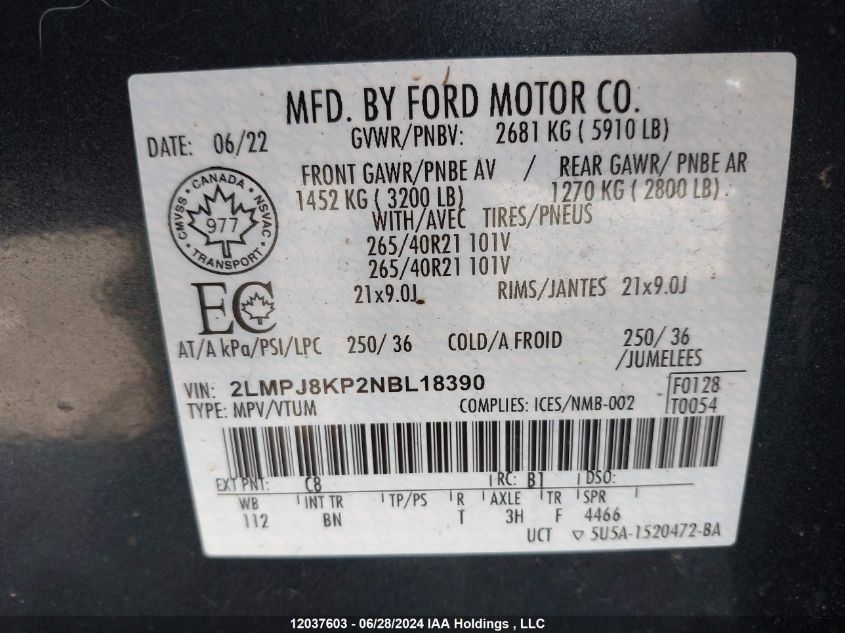 MFD. BY FORD MOTOR CO.
DATE: 06/22 GVWR/PNBV: 2681 KG ( 5910 LB)
FRONT GAWR/PNBE AV / REAR GAWR/ PNBE AR
1452 KG ( 3200 LB) 1270 KG ( 2800 LB)
WITH/AVEC TIRES/PNEUS
265/40R21 101V
265/40R21 101V
21x9.0J RIMS/JANTES 21x9.0J
CANADA
CMVSS NSVAC
977
TRANSPORT
EC
AT/A kPa/PSI/LPC 250/ 36 COLD/A FROID 250/ 36
/JUMELEES
VIN: 2LMPJ8KP2NBL18390 F0128
TYPE: MPV/VTUM COMPLIES: ICES/NMB-002 T0054
EXT PNT: C8 RC: B1 DSO:
WB INT TR TP/PS R AXLE TR SPR
112 BN T 3H F 4466
UCT ▽ 5U5A-1520472-BA
12037603 - 06/28/2024 IAA Holdings , LLC